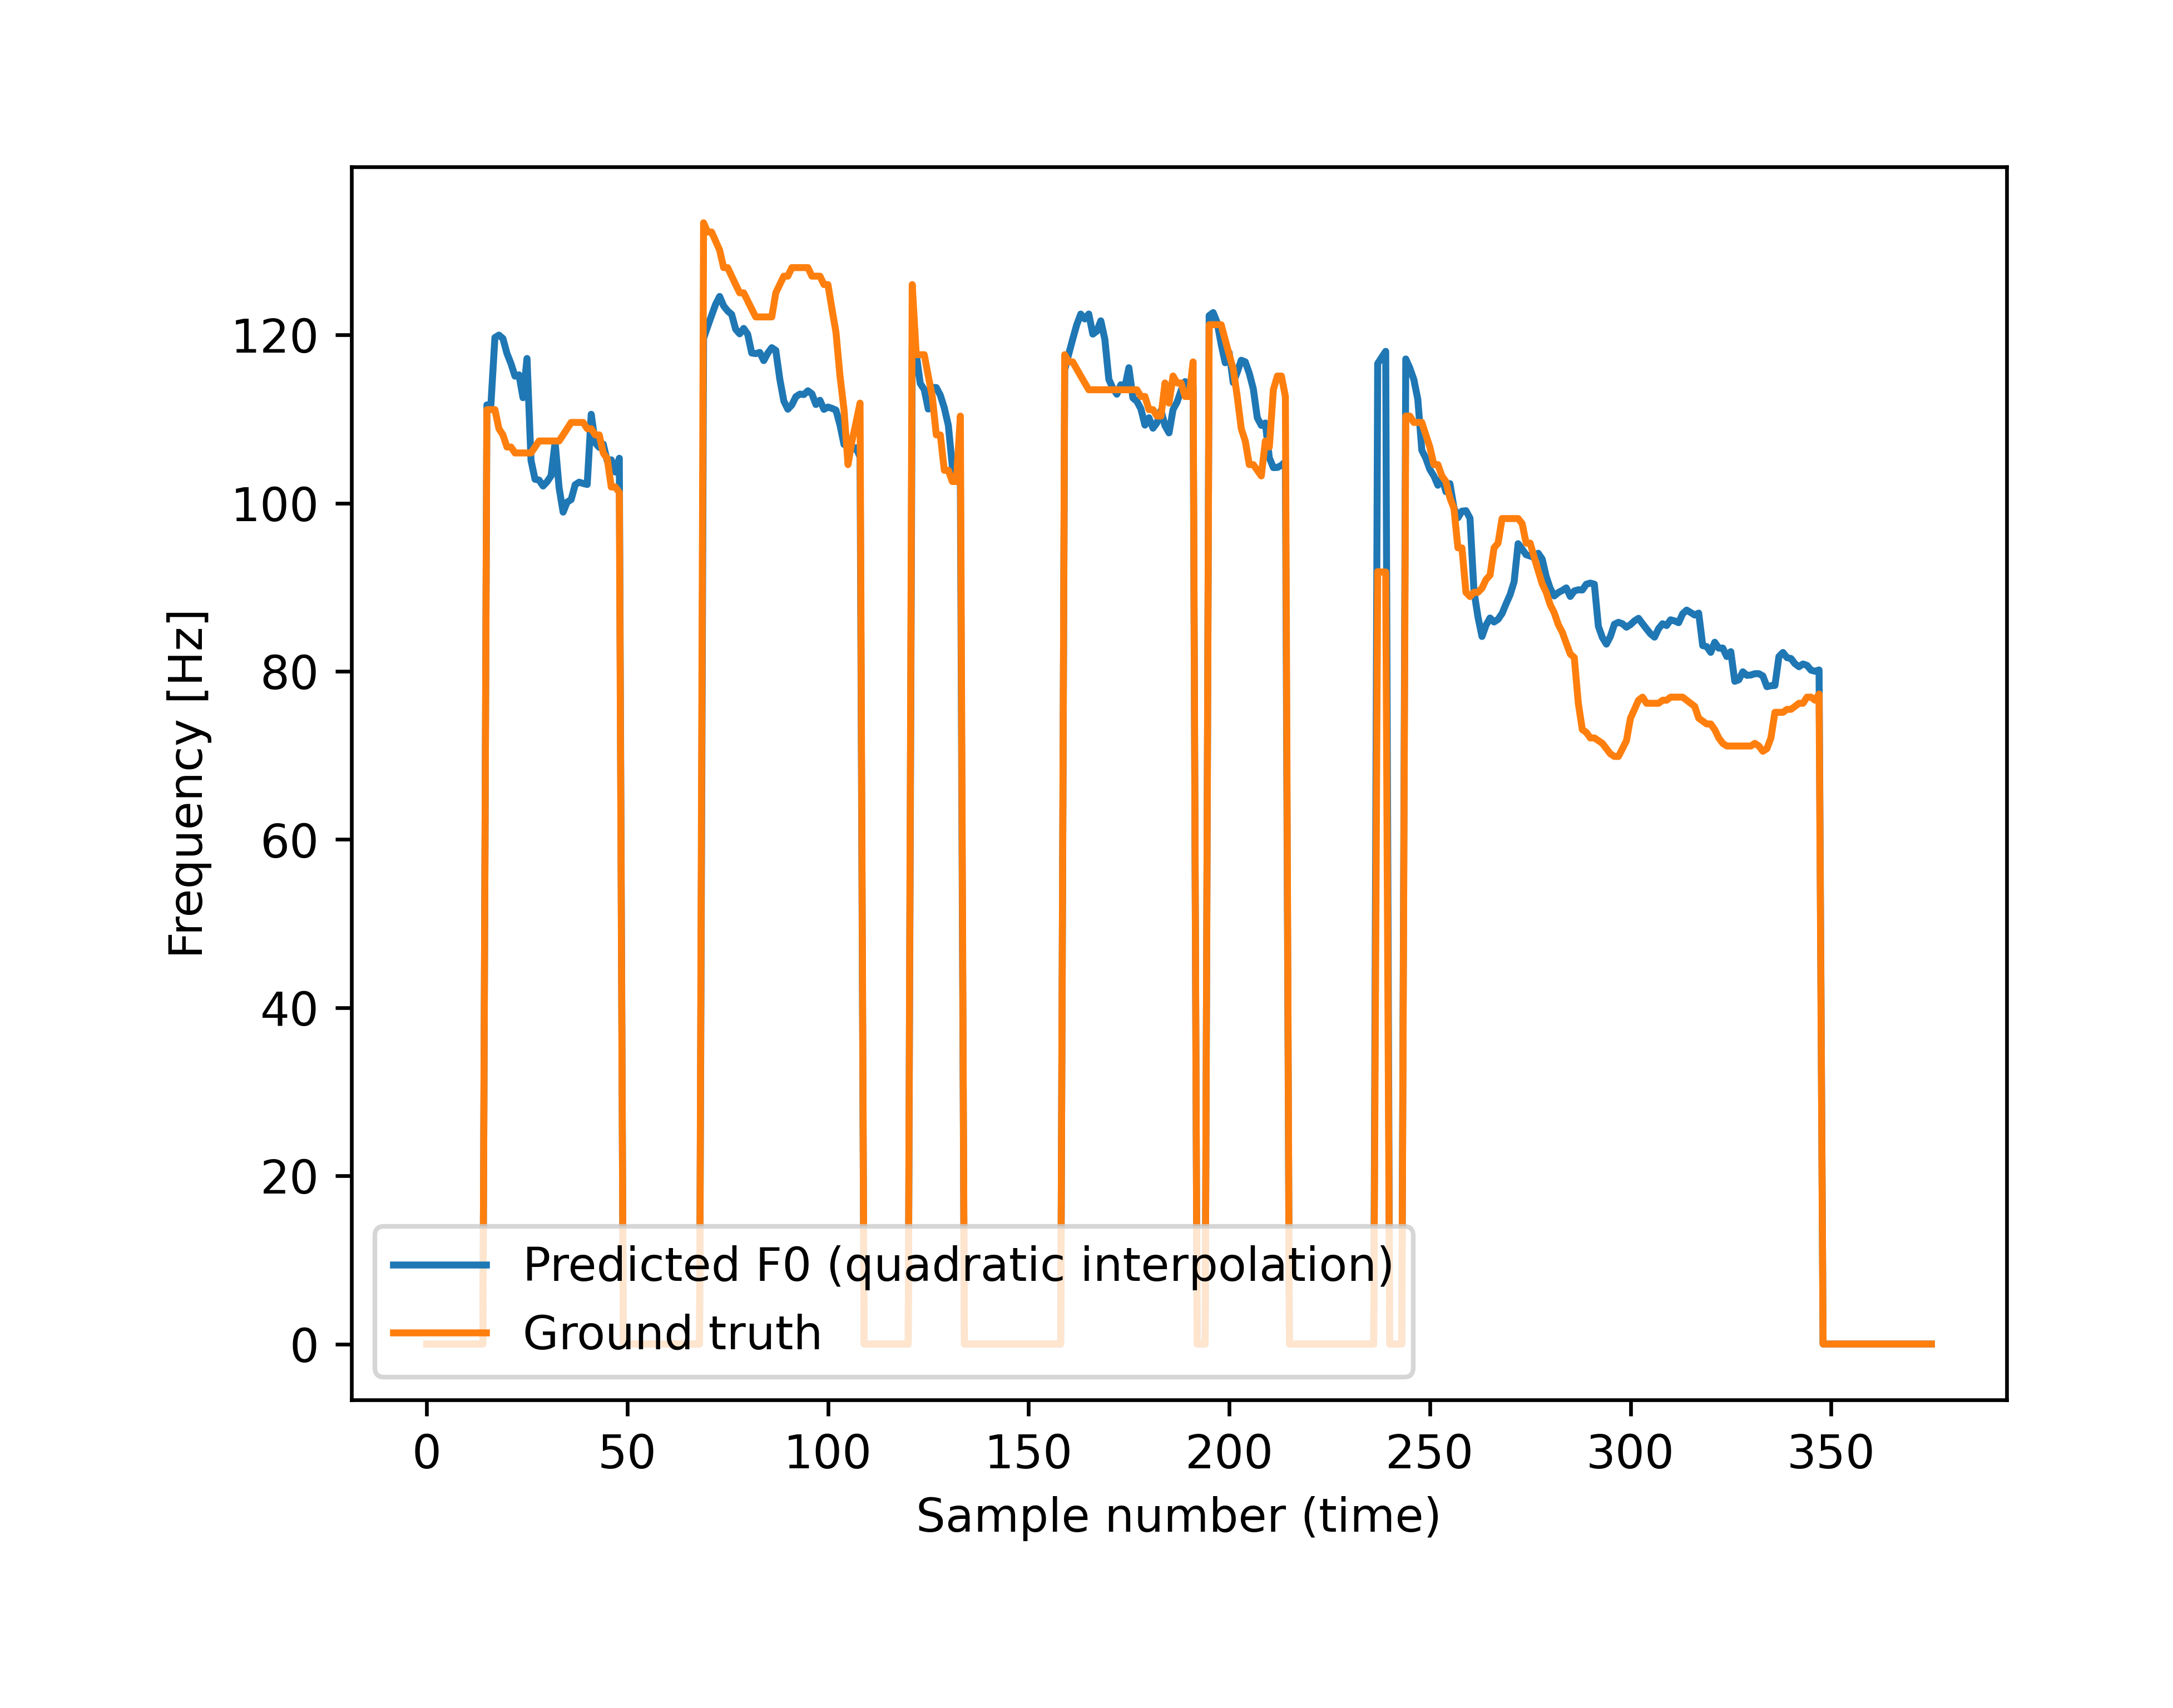 120
100
80
60
40
20
0
Frequency [Hz]
Predicted F0 (quadratic interpolation)
Ground truth
0 50 100 150 200 250 300 350
Sample number (time)